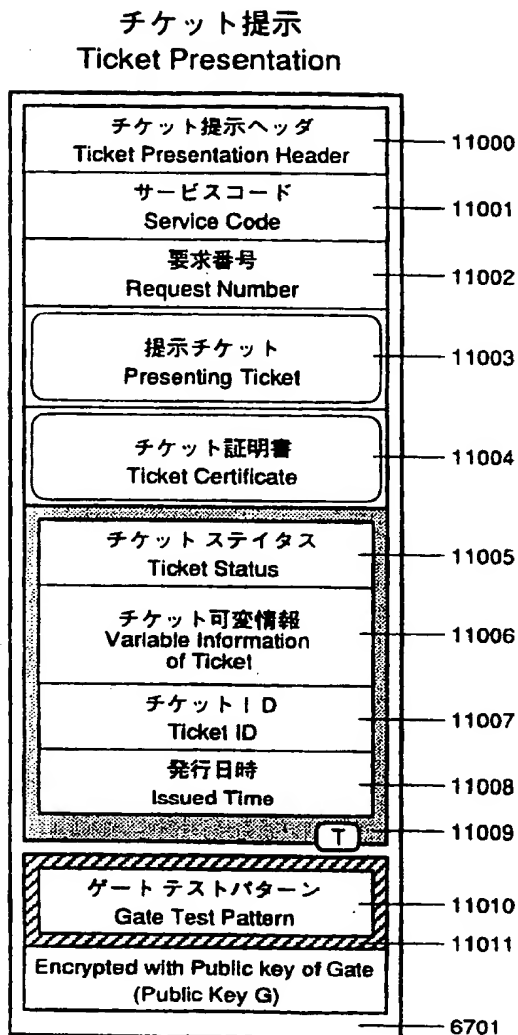 チケット提示
Ticket Presentation
チケット提示ヘッダ
Ticket Presentation Header
11000
サービスコード
Service Code
11001
要求番号
Request Number
11002
提示チケット
Presenting Ticket
11003
チケット証明書
Ticket Certificate
11004
チケット ステイタス
Ticket Status
11005
チケット可変情報
Variable Information
of Ticket
11006
チケットID
Ticket ID
11007
発行日時
Issued Time
11008
T
11009
ゲート テストパターン
Gate Test Pattern
11010
11011
Encrypted with Public key of Gate
(Public Key G)
6701